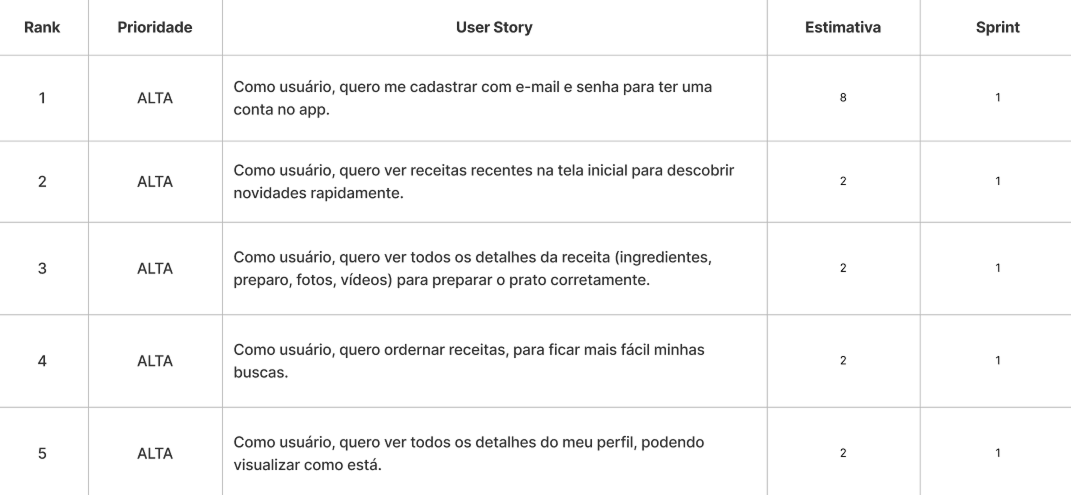 Rank Prioridade User Story Estimativa Sprint
1 ALTA Como usuário, quero me cadastrar com e-mail e senha para ter uma
conta no app. 8 1
2 ALTA Como usuário, quero ver receitas recentes na tela inicial para descobrir
novidades rapidamente. 2 1
3 ALTA Como usuário, quero ver todos os detalhes da receita (ingredientes,
preparo, fotos, vídeos) para preparar o prato corretamente. 2 1
4 ALTA Como usuário, quero ordernar receitas, para ficar mais fácil minhas
buscas. 2 1
5 ALTA Como usuário, quero ver todos os detalhes do meu perfil, podendo
visualizar como está. 2 1